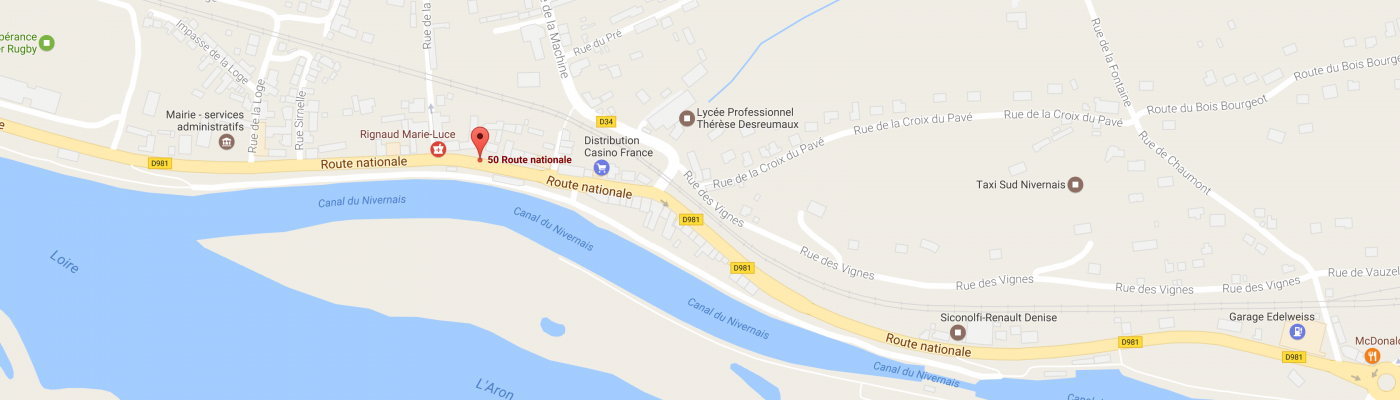 pérance
er Rugby
Impasse de la Loge
Mairie - services
administratifs
Rue de la Loge
Rue Sirnelle
Rue de la
Rignaud Marie-Luce
50 Route nationale
Route nationale
D981
e
de la Machine
Rue du Pré
D34
Distribution
Casino France
Lycée Professionnel
Thérèse Desreumaux
Route nationale
Rue de la Croix du Pavé
Rue de la Croix du Pavé
Rue de la Croix du Pavé
Rue de la Fontaine
Route du Bois Bourgeot
Route du Bois Bourge
Rue de Chaumont
Taxi Sud Nivernais
Rue des Vignes
D981
D981
Rue des Vignes
Rue des Vignes
Rue des Vignes
Rue des Vignes
Rue de Vauzel
Canal du Nivernais
Canal du Nivernais
Canal du Nivernais
Canal du Nivernais
Loire
L'Aron
Siconolfi-Renault Denise
Route nationale
D981
Garage Edelweiss
D981
McDonald